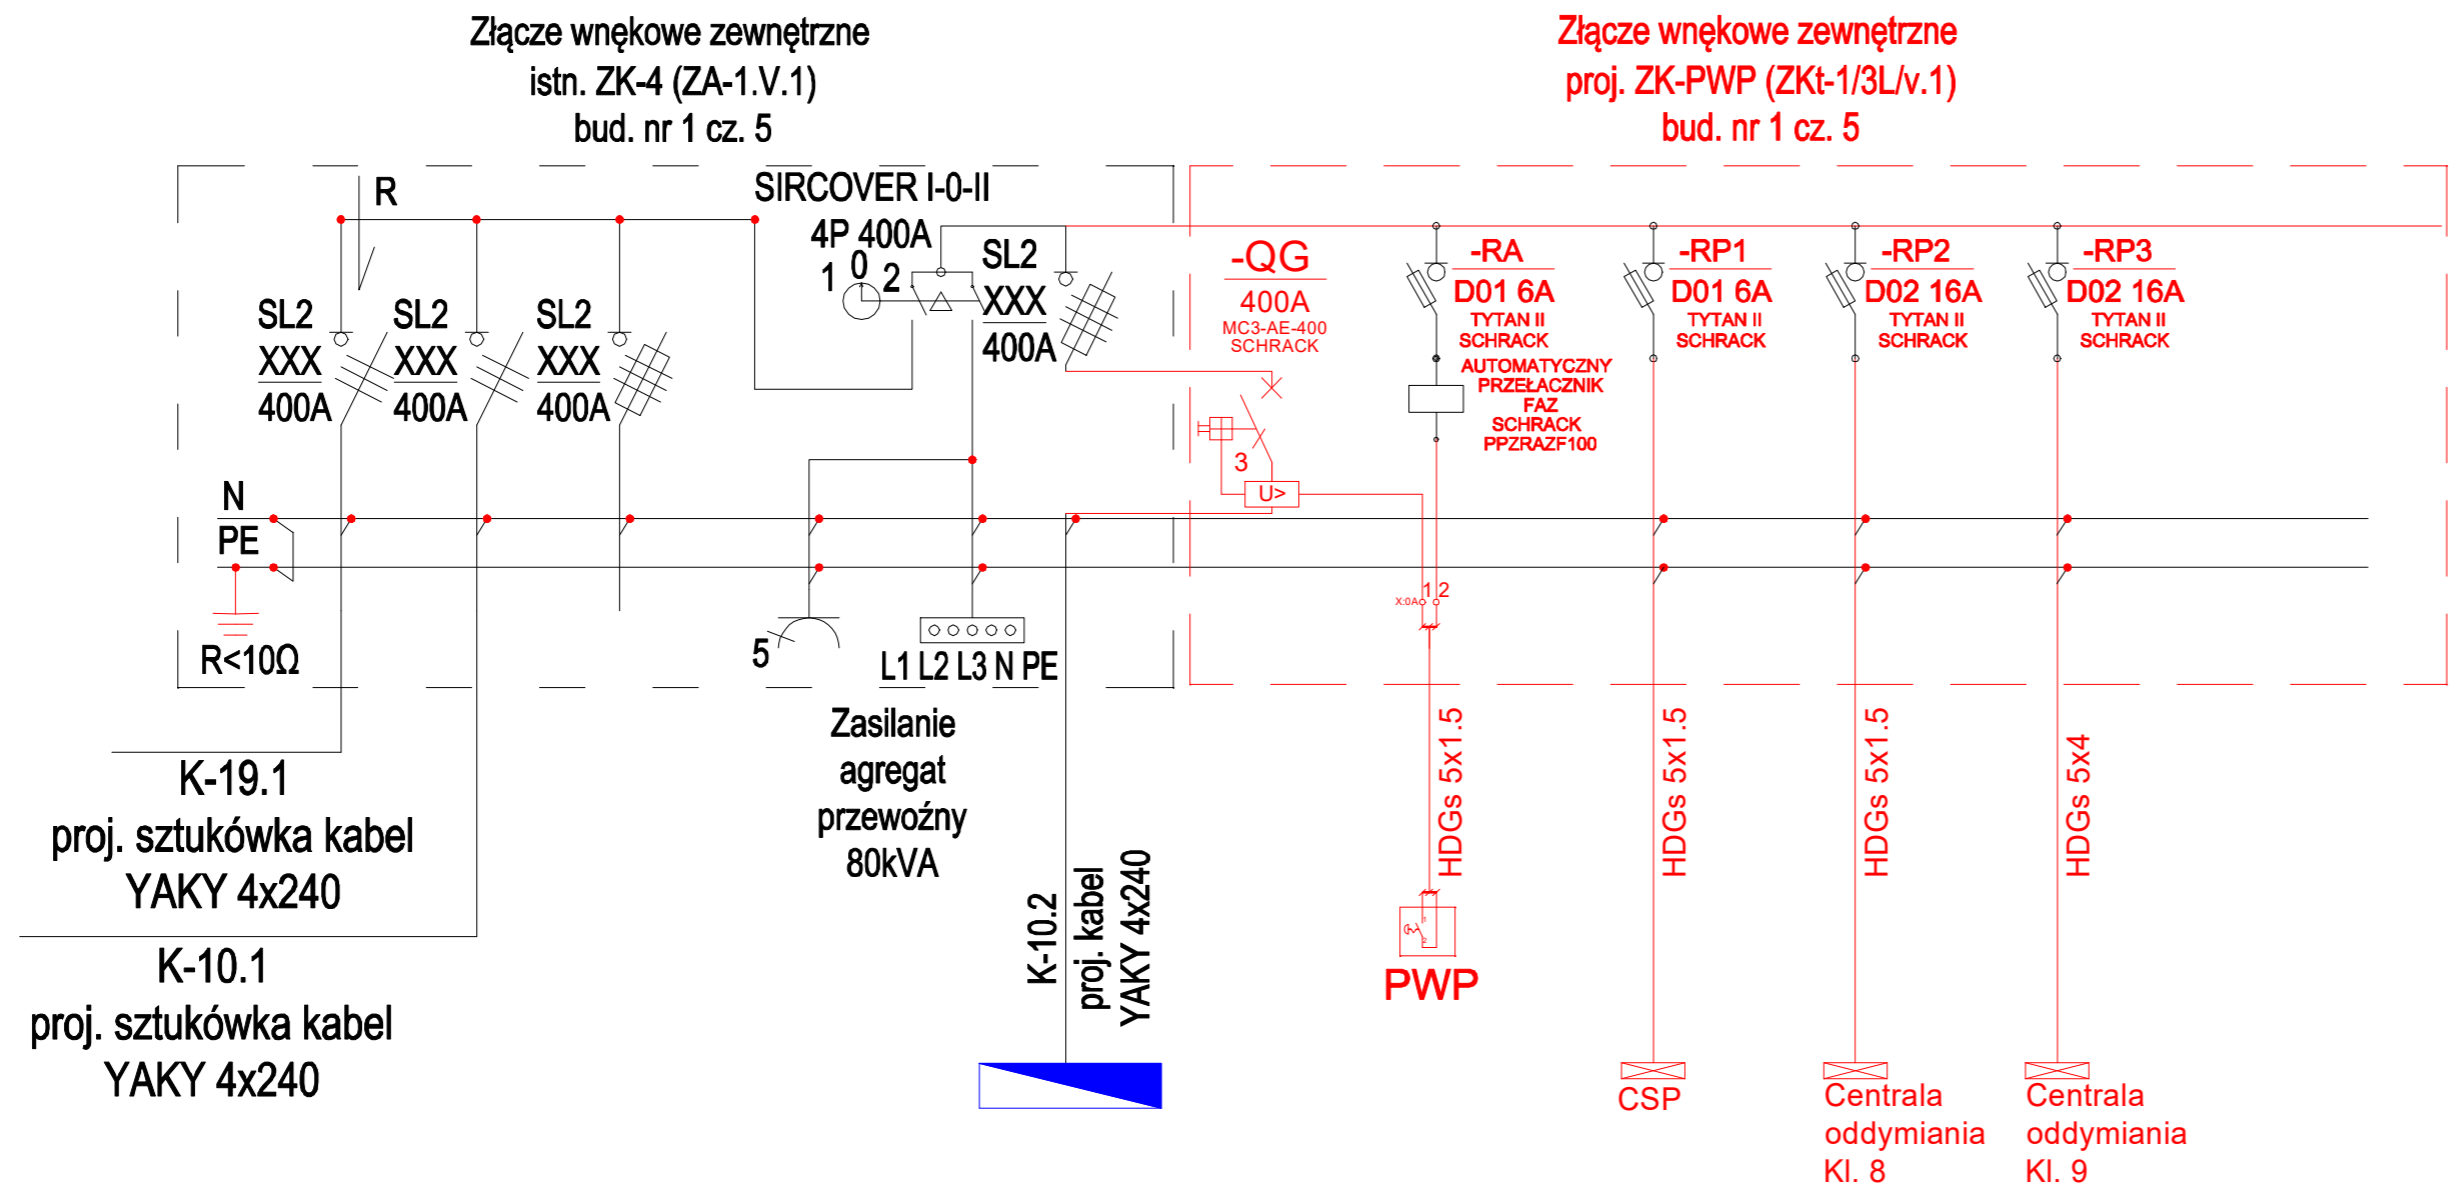 Złącze wnękowe zewnętrzne
istn. ZK-4 (ZA-1.V.1)
bud. nr 1 cz. 5
Złącze wnękowe zewnętrzne
proj. ZK-PWP (ZKt-1/3L/v.1)
bud. nr 1 cz. 5
R
SIRCOVER I-0-II
4P 400A
1 0 2
SL2
XXX
400A
SL2
XXX
400A
SL2
XXX
400A
SL2
XXX
400A
-QG
400A
MC3-AE-400
SCHRACK
3
U>
-RA
D01 6A
TYTAN II
SCHRACK
AUTOMATYCZNY
PRZEŁACZNIK
FAZ
SCHRACK
PPZRAZF100
-RP1
D01 6A
TYTAN II
SCHRACK
-RP2
D02 16A
TYTAN II
SCHRACK
-RP3
D02 16A
TYTAN II
SCHRACK
N
PE
R<10Ω
5
L1 L2 L3 N PE
X:0A 1 2
Zasilanie
agregat
przewoźny
80kVA
K-19.1
proj. sztukówka kabel
YAKY 4x240
K-10.1
proj. sztukówka kabel
YAKY 4x240
K-10.2
proj. kabel
YAKY 4x240
HDGs 5x1.5
HDGs 5x1.5
HDGs 5x1.5
HDGs 5x4
PWP
CSP
Centrala
oddymiania
Kl. 8
Centrala
oddymiania
Kl. 9